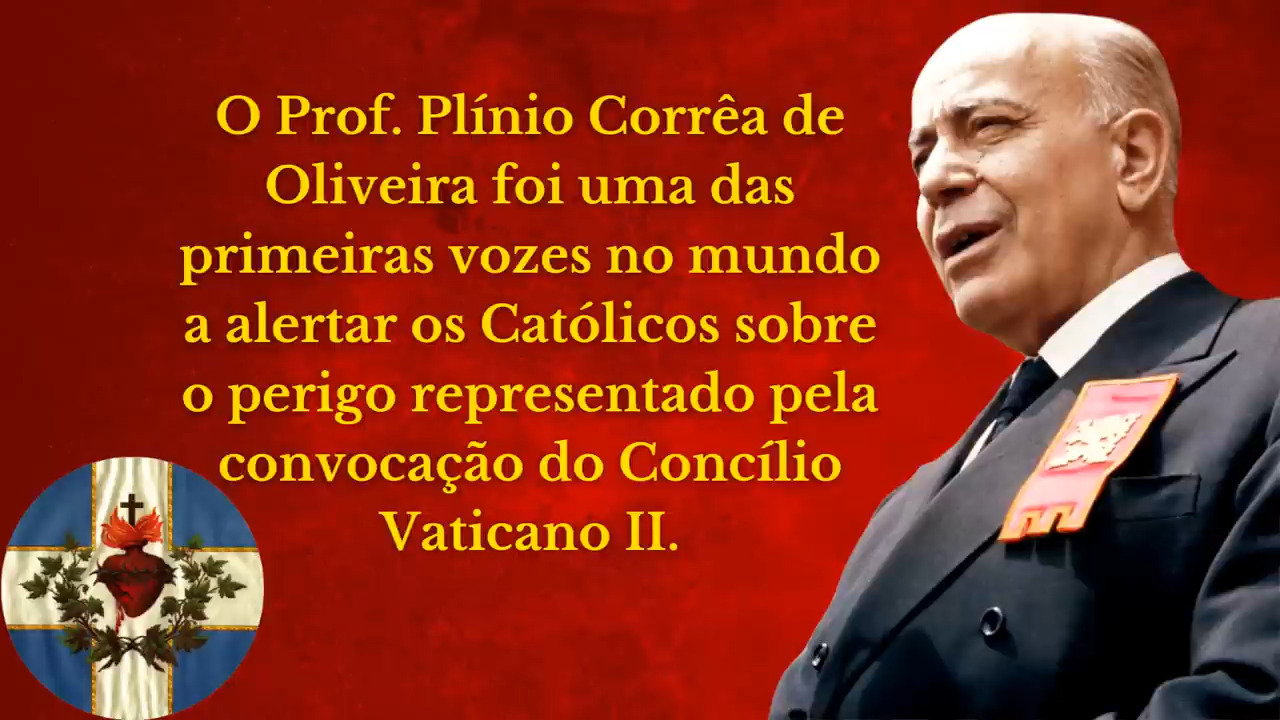 O Prof. Plínio Corrêa de
Oliveira foi uma das
primeiras vozes no mundo
a alertar os Católicos sobre
o perigo representado pela
convocação do Concílio
Vaticano II.